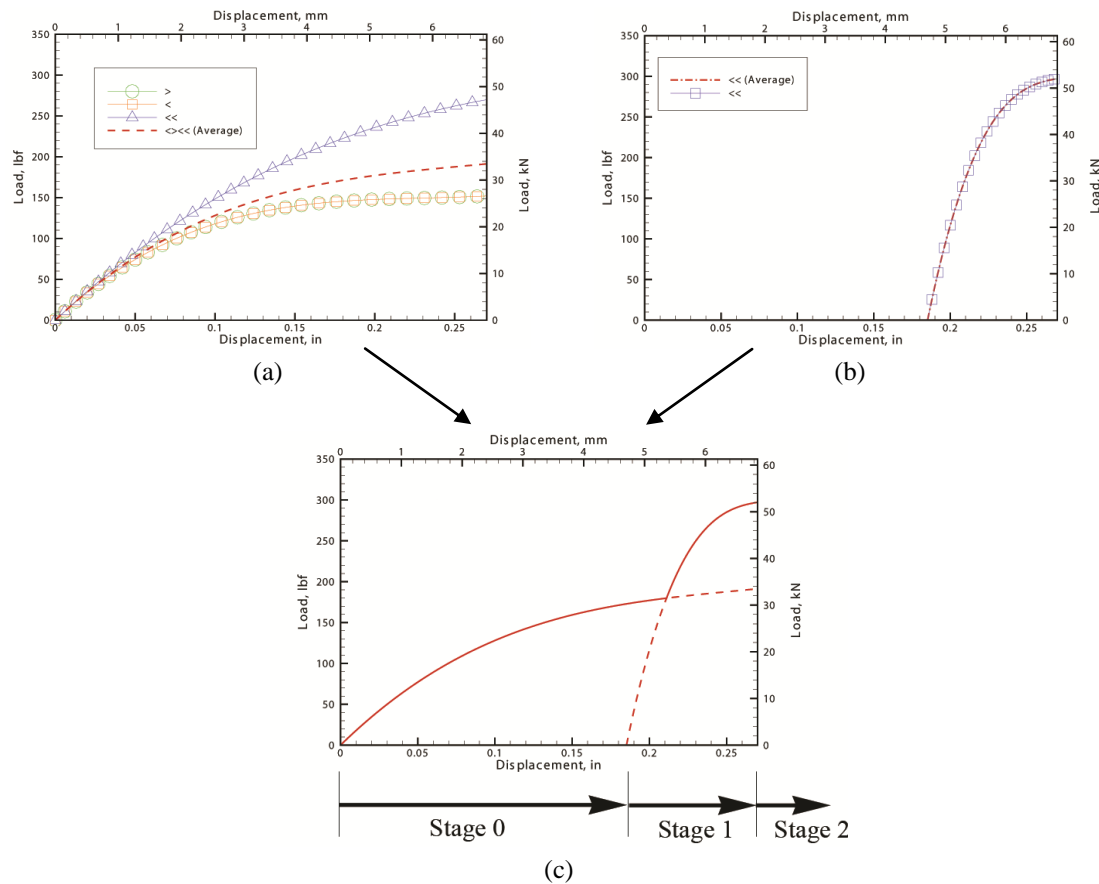 Displacement, mm
0 1 2 3 4 5 6
350 300 250 200 150 100 50 0
Load, lbf
>
<
<<
<><< (Average)
60 50 40 30 20 10 0
Load, kN
0 0.05 0.1 0.15 0.2 0.25
Displacement, in
(a)
Displacement, mm
0 1 2 3 4 5 6
350 300 250 200 150 100 50 0
Load, lbf
<< (Average)
<<
60 50 40 30 20 10 0
Load, kN
0 0.05 0.1 0.15 0.2 0.25
Displacement, in
(b)
Displacement, mm
0 1 2 3 4 5 6
350 300 250 200 150 100 50 0
Load, lbf
60 50 40 30 20 10 0
Load, kN
0 0.05 0.1 0.15 0.2 0.25
Displacement, in
Stage 0 Stage 1 Stage 2
(c)